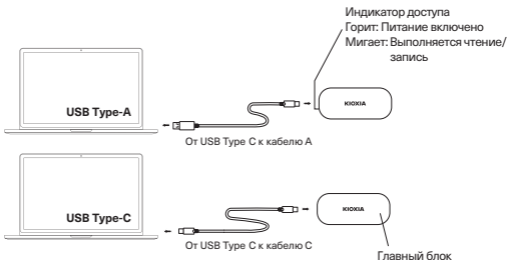 Индикатор доступа
Горит: Питание включено
Мигает: Выполняется чтение/
запись
USB Type-A
KIOXIA
От USB Type C к кабелю A
USB Type-C
KIOXIA
От USB Type C к кабелю C
Главный блок